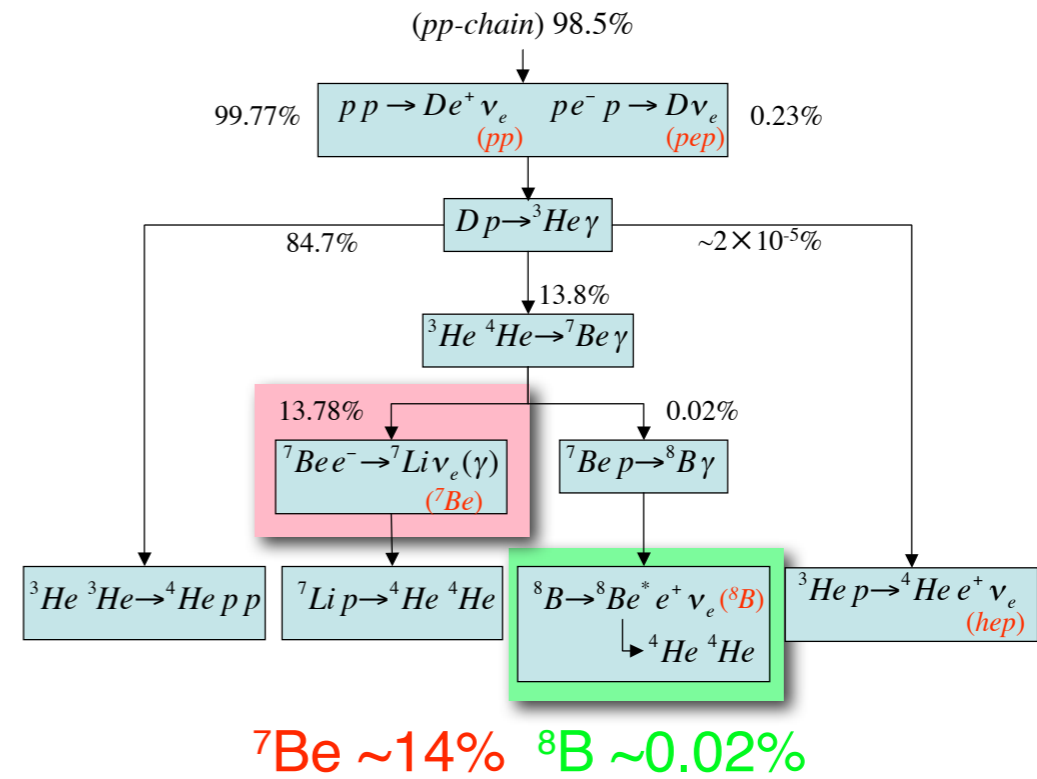 (pp-chain) 98.5%
99.77%
p p → D e⁺ νₑ    p e⁻ p → D νₑ
0.23%
(pp)    (pep)
D p → ³He γ
84.7%
~2×10⁻⁵%
13.8%
³He ⁴He → ⁷Be γ
13.78%
0.02%
⁷Be e⁻ → ⁷Li νₑ (γ)
(⁷Be)
⁷Be p → ⁸B γ
³He ³He → ⁴He p p
⁷Li p → ⁴He ⁴He
⁸B → ⁸Be* e⁺ νₑ (⁸B)
⁴He ⁴He
³He p → ⁴He e⁺ νₑ
(hep)
⁷Be ~14%  ⁸B ~0.02%